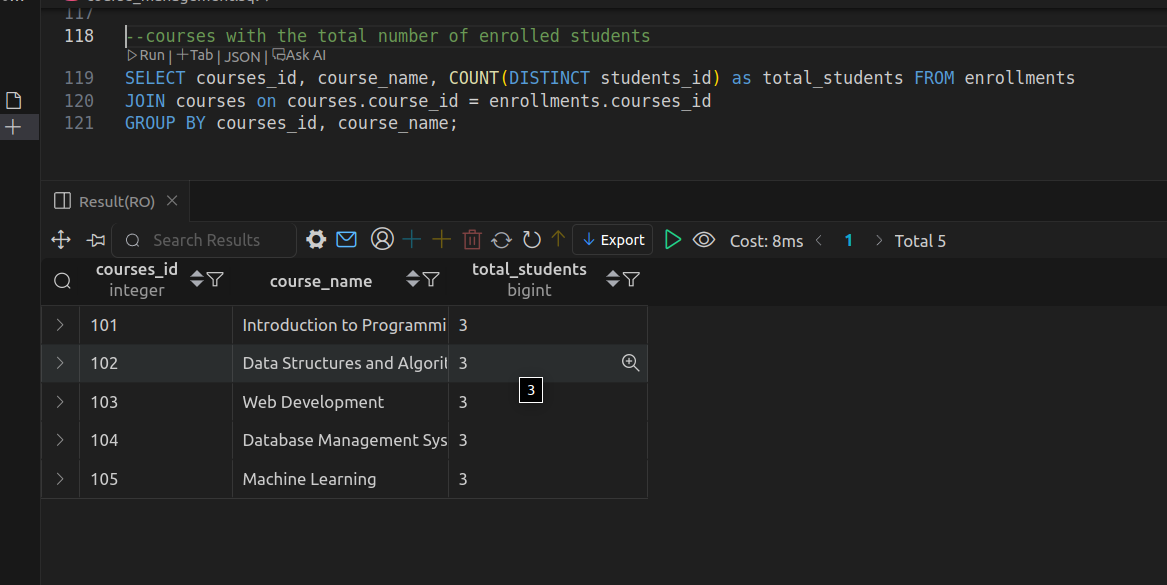 117
118 --courses with the total number of enrolled students
Run | Tab | JSON | Ask AI
119 SELECT courses_id, course_name, COUNT(DISTINCT students_id) as total_students FROM enrollments
120 JOIN courses on courses.course_id = enrollments.courses_id
121 GROUP BY courses_id, course_name;
Result(RO)
Search Results Export Cost: 8ms 1 Total 5
courses_id course_name total_students
integer bigint
101 Introduction to Programmi 3
102 Data Structures and Algorit 3
3
103 Web Development 3
104 Database Management Sys 3
105 Machine Learning 3